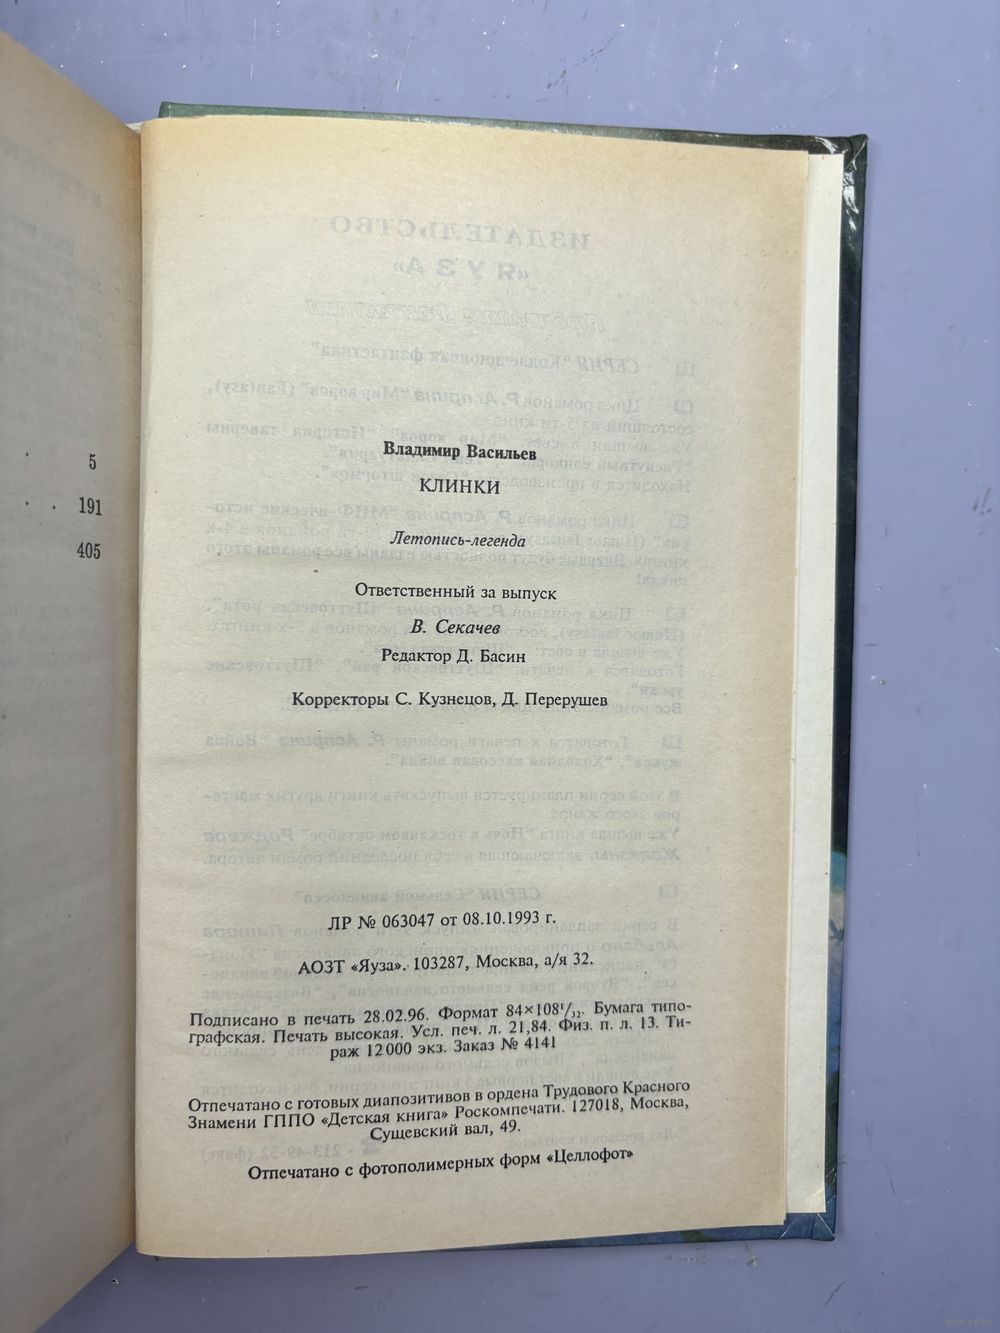 5
191
405
Владимир Васильев
КЛИНКИ
Летопись-легенда
Ответственный за выпуск
В. Секачев
Редактор Д. Басин
Корректоры С. Кузнецов, Д. Перерушев
ЛР № 063047 от 08.10.1993 г.
АОЗТ «Яуза». 103287, Москва, а/я 32.
Подписано в печать 28.02.96. Формат 84×108¹/₃₂. Бумага типо-
графская. Печать высокая. Усл. печ. л. 21,84. Физ. п. л. 13. Ти-
раж 12 000 экз. Заказ № 4141
Отпечатано с готовых диапозитивов в ордена Трудового Красного
Знамени ГППО «Детская книга» Роскомпечати. 127018, Москва,
Сущевский вал, 49.
Отпечатано с фотополимерных форм «Целлофот»